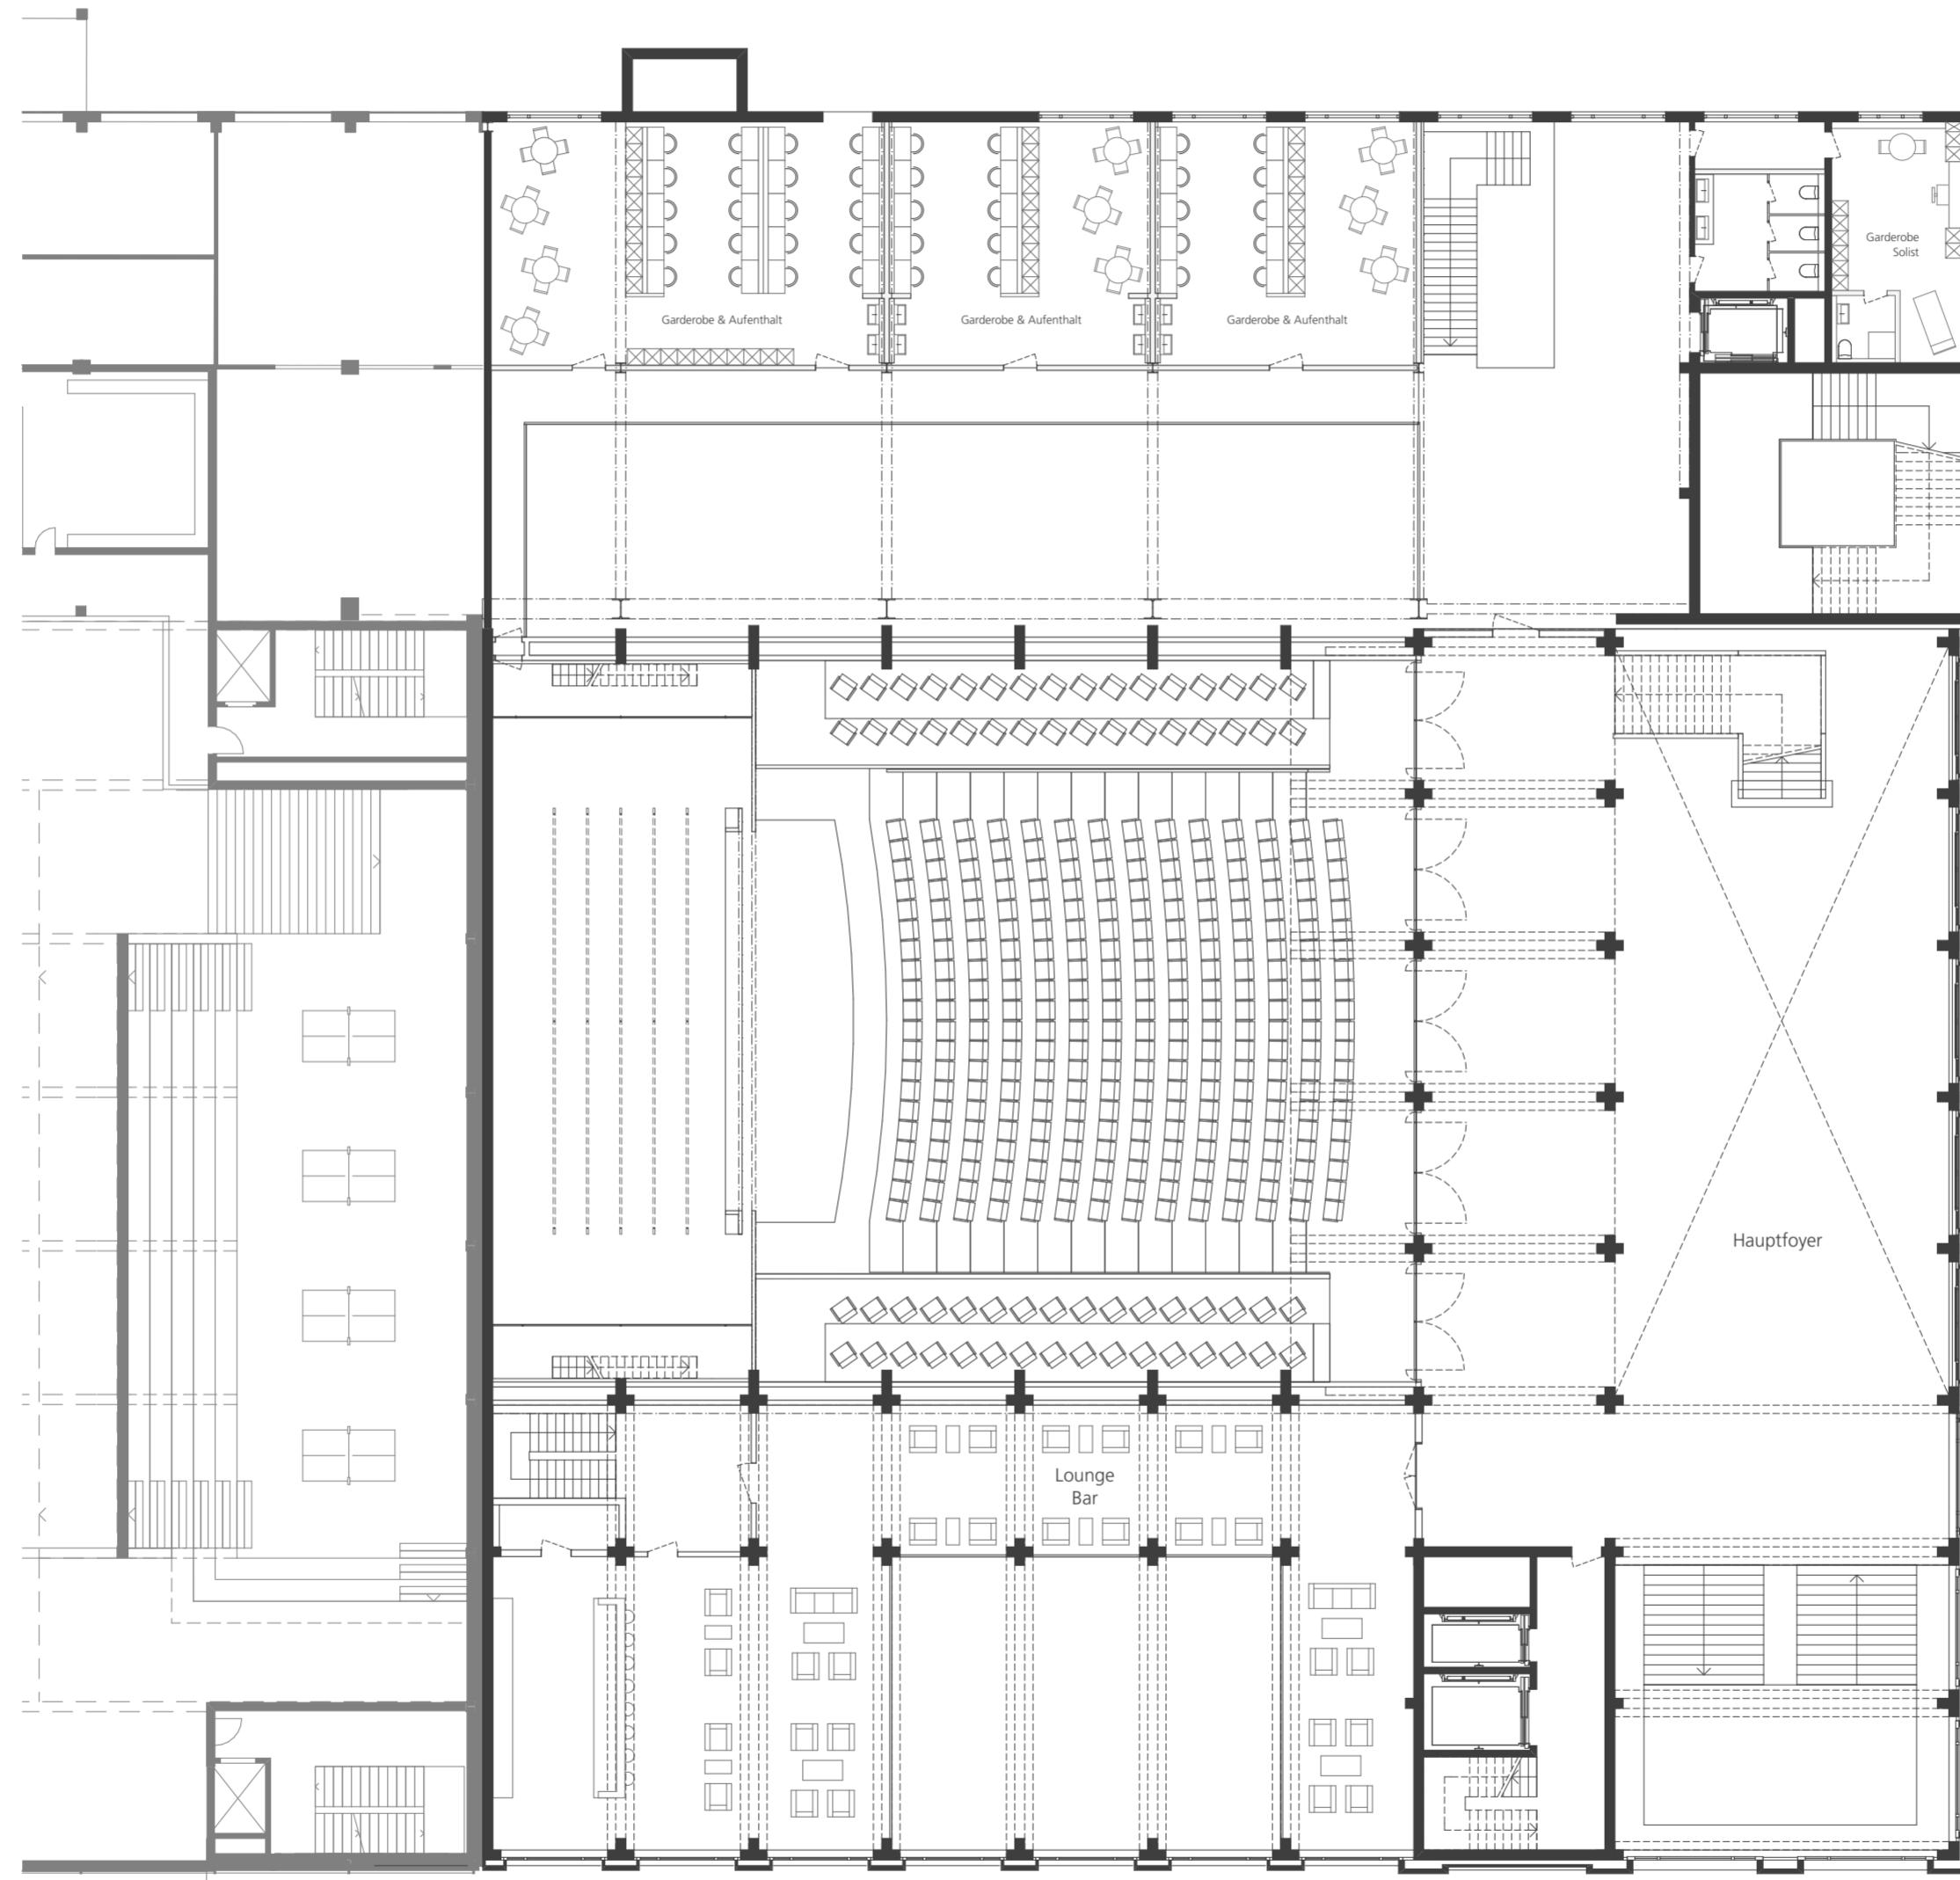 Garderobe
Solist
Garderobe & Aufenthalt
Garderobe & Aufenthalt
Garderobe & Aufenthalt
Hauptfoyer
Lounge
Bar